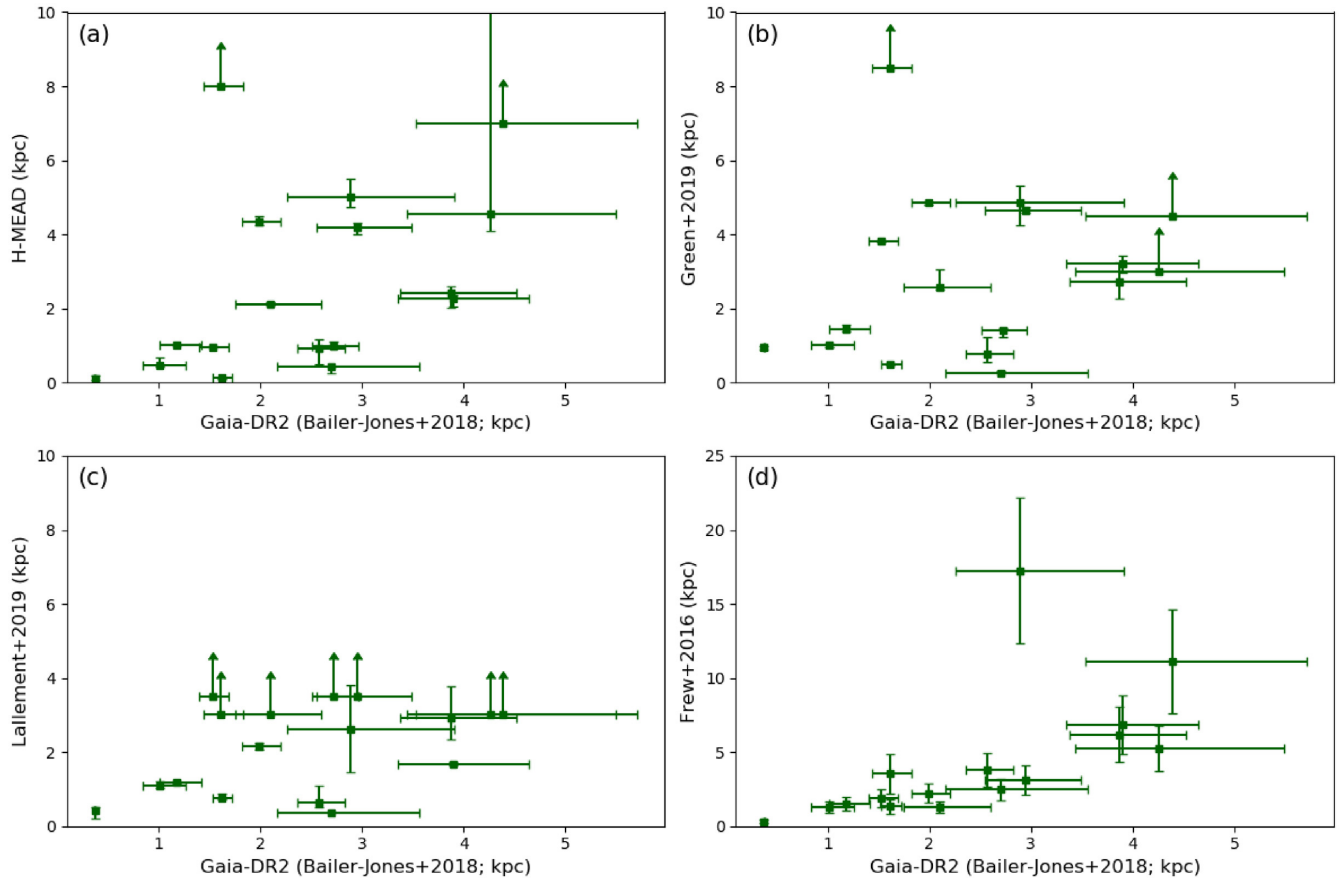 (a)
10
8
6
4
2
0
H-MEAD (kpc)
1 2 3 4 5
Gaia-DR2 (Bailer-Jones+2018; kpc)
(b)
10
8
6
4
2
0
Green+2019 (kpc)
1 2 3 4 5
Gaia-DR2 (Bailer-Jones+2018; kpc)
(c)
10
8
6
4
2
0
Lallement+2019 (kpc)
1 2 3 4 5
Gaia-DR2 (Bailer-Jones+2018; kpc)
(d)
25
20
15
10
5
0
Frew+2016 (kpc)
1 2 3 4 5
Gaia-DR2 (Bailer-Jones+2018; kpc)